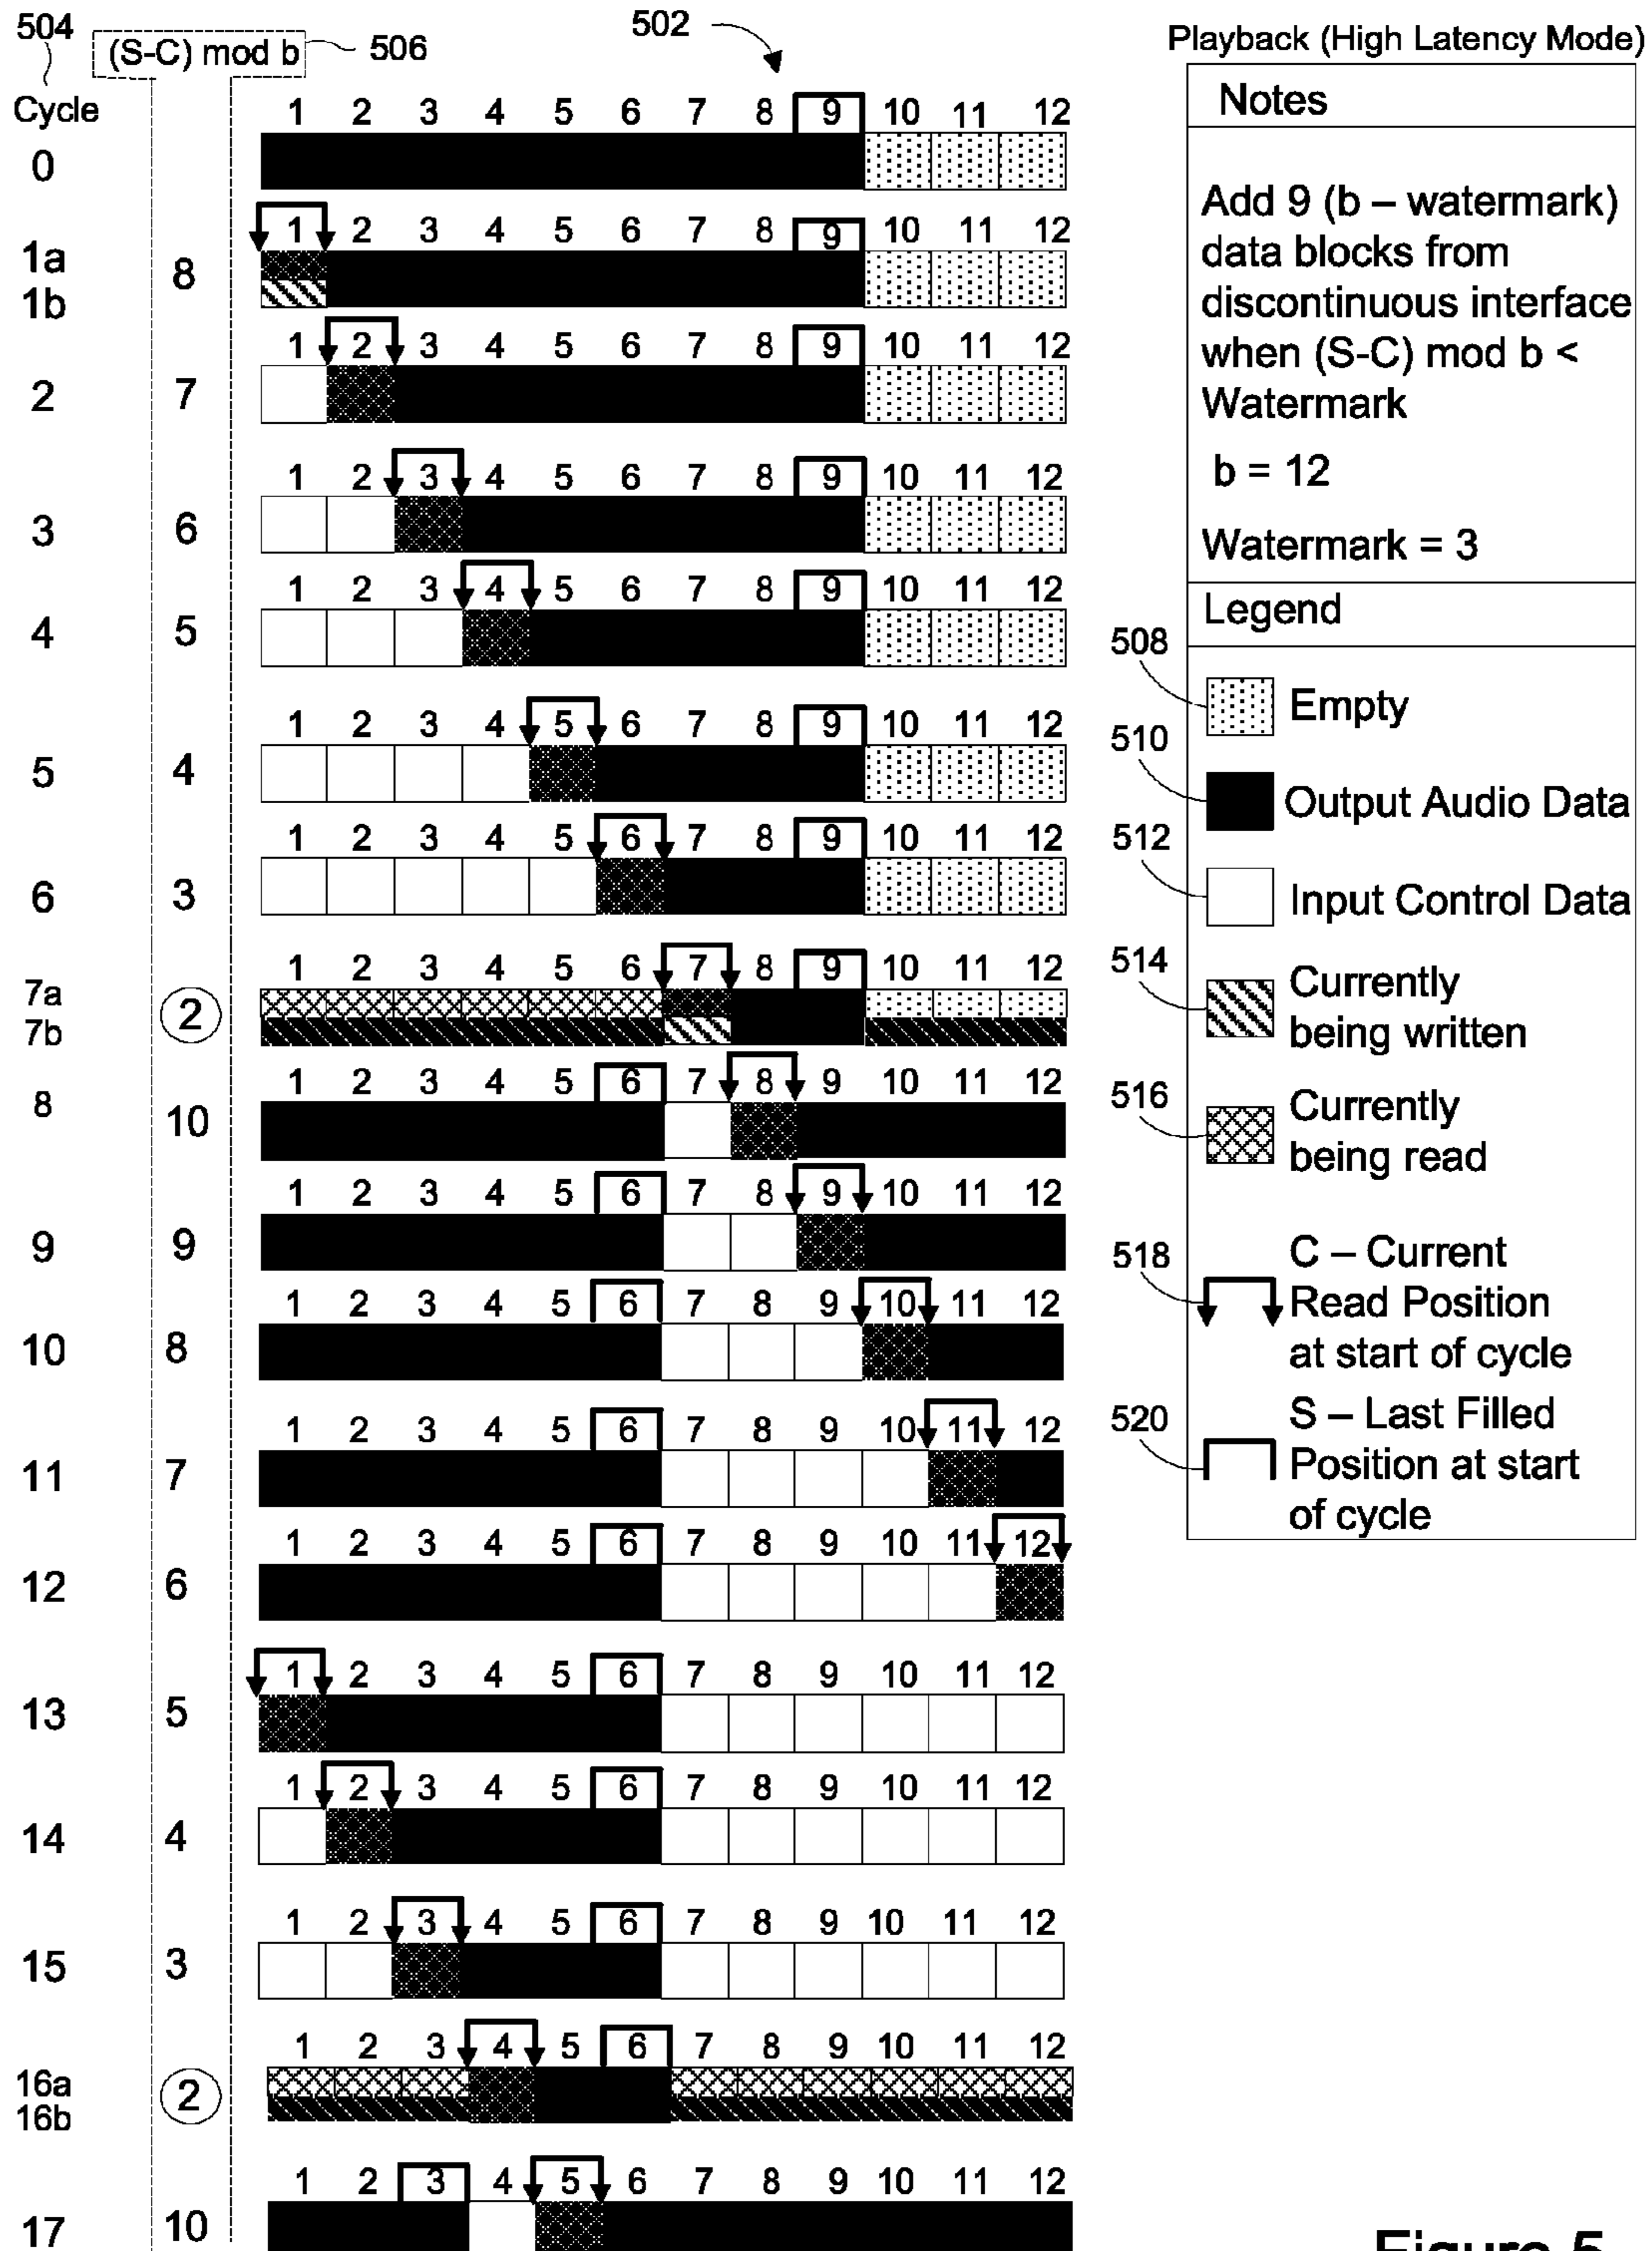 504
(S-C) mod b
506
502
Playback (High Latency Mode)
Cycle
Notes
1 2 3 4 5 6 7 8 9 10 11 12
0
Add 9 (b – watermark)
data blocks from
discontinuous interface
when (S-C) mod b <
Watermark
b = 12
Watermark = 3
1 2 3 4 5 6 7 8 9 10 11 12
1a
1b
8
1 2 3 4 5 6 7 8 9 10 11 12
2 7
1 2 3 4 5 6 7 8 9 10 11 12
3 6
1 2 3 4 5 6 7 8 9 10 11 12
4 5
Legend
508
Empty
510
Output Audio Data
512
Input Control Data
514
Currently
being written
516
Currently
being read
518
C – Current
Read Position
at start of cycle
520
S – Last Filled
Position at start
of cycle
1 2 3 4 5 6 7 8 9 10 11 12
5 4
1 2 3 4 5 6 7 8 9 10 11 12
6 3
1 2 3 4 5 6 7 8 9 10 11 12
7a
7b
2
1 2 3 4 5 6 7 8 9 10 11 12
8 10
1 2 3 4 5 6 7 8 9 10 11 12
9 9
1 2 3 4 5 6 7 8 9 10 11 12
10 8
1 2 3 4 5 6 7 8 9 10 11 12
11 7
1 2 3 4 5 6 7 8 9 10 11 12
12 6
1 2 3 4 5 6 7 8 9 10 11 12
13 5
1 2 3 4 5 6 7 8 9 10 11 12
14 4
1 2 3 4 5 6 7 8 9 10 11 12
15 3
1 2 3 4 5 6 7 8 9 10 11 12
16a
16b
2
1 2 3 4 5 6 7 8 9 10 11 12
17 10
Figure 5